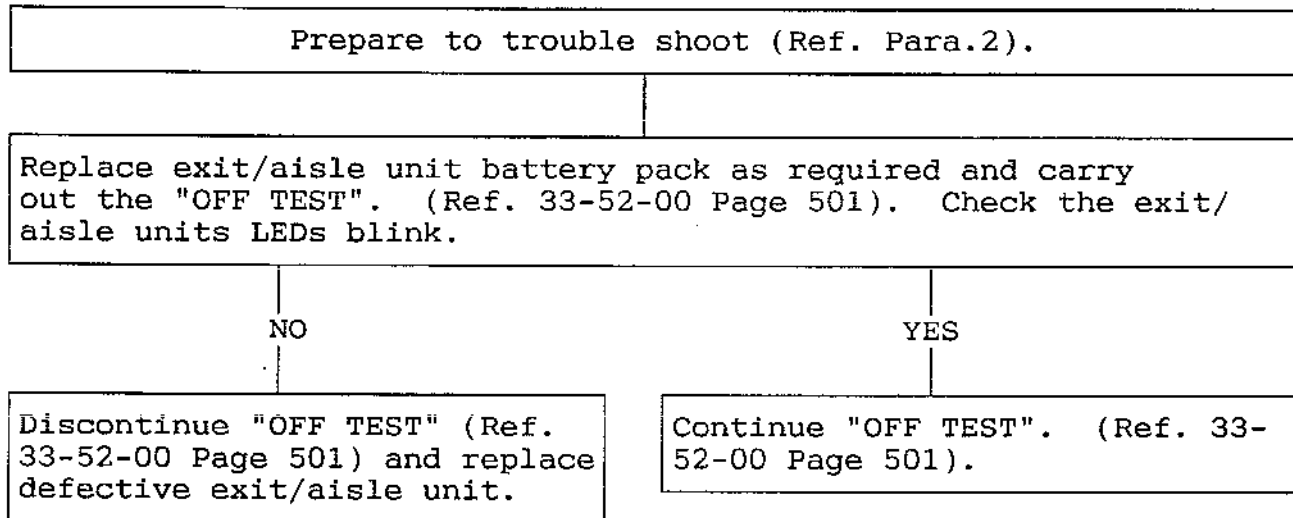 Prepare to trouble shoot (Ref. Para.2).
Replace exit/aisle unit battery pack as required and carry
out the "OFF TEST". (Ref. 33-52-00 Page 501). Check the exit/
aisle units LEDs blink.
NO
YES
Discontinue "OFF TEST" (Ref.
33-52-00 Page 501) and replace
defective exit/aisle unit.
Continue "OFF TEST". (Ref. 33-
52-00 Page 501).